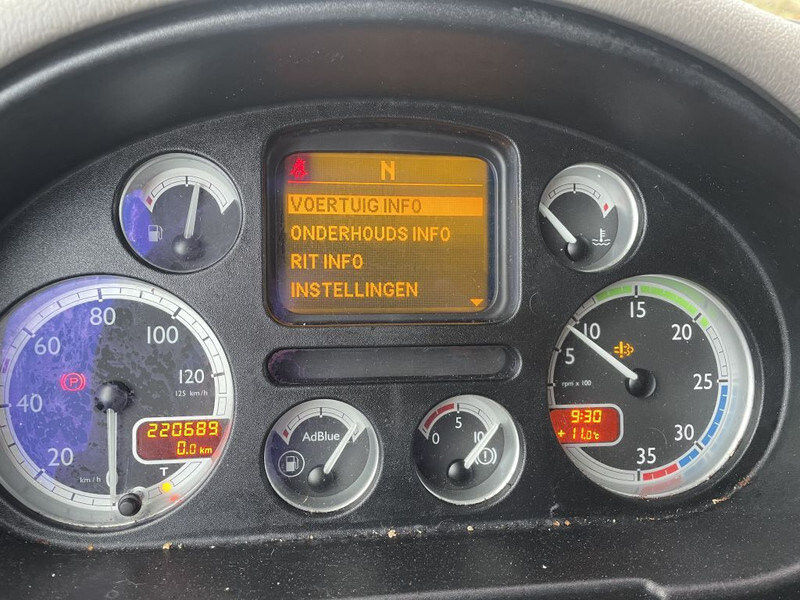 N
VOERTUIG INFO
ONDERHOUDS INFO
RIT INFO
INSTELLINGEN
20
40
60
80
100
120
125 km/h
220689
0.0 km
km/h
T
AdBlue
0
5
10
5
10
15
20
25
30
35
rpm x 100
9:30
+ 11.0°c